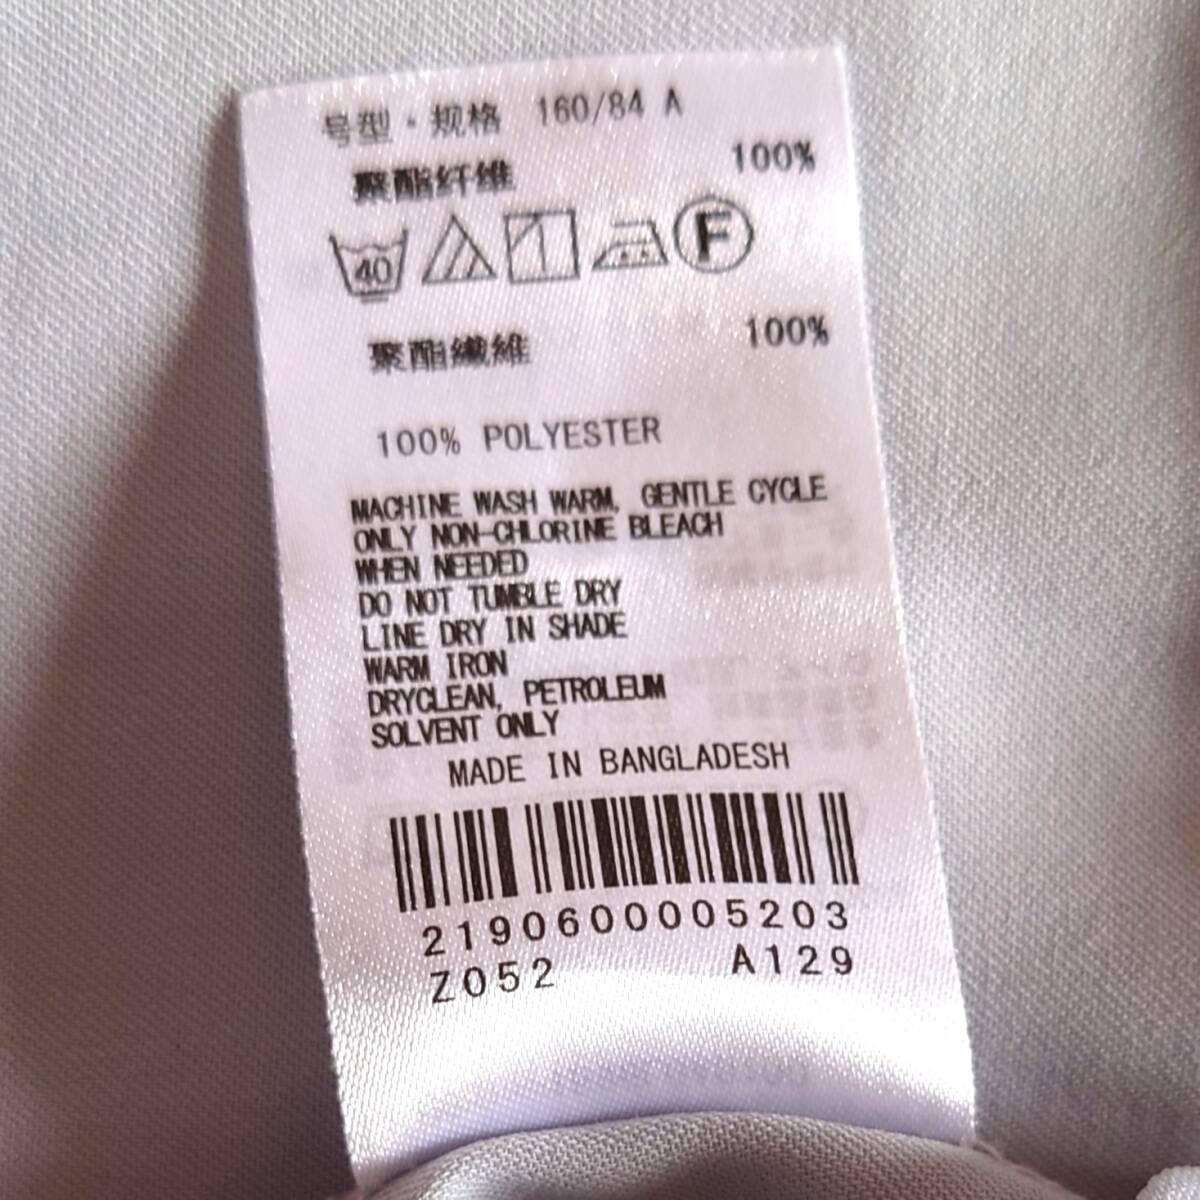 号型・规格 160/84 A
聚酯纤维 100%
40 F
聚酯纖維 100%
100% POLYESTER
MACHINE WASH WARM, GENTLE CYCLE
ONLY NON-CHLORINE BLEACH
WHEN NEEDED
DO NOT TUMBLE DRY
LINE DRY IN SHADE
WARM IRON
DRYCLEAN, PETROLEUM
SOLVENT ONLY
MADE IN BANGLADESH
2190600005203
Z052 A129